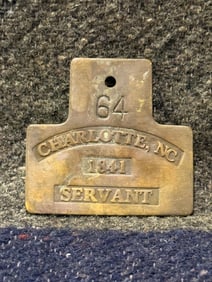 64
CHARLOTTE, NC
1841
SERVANT